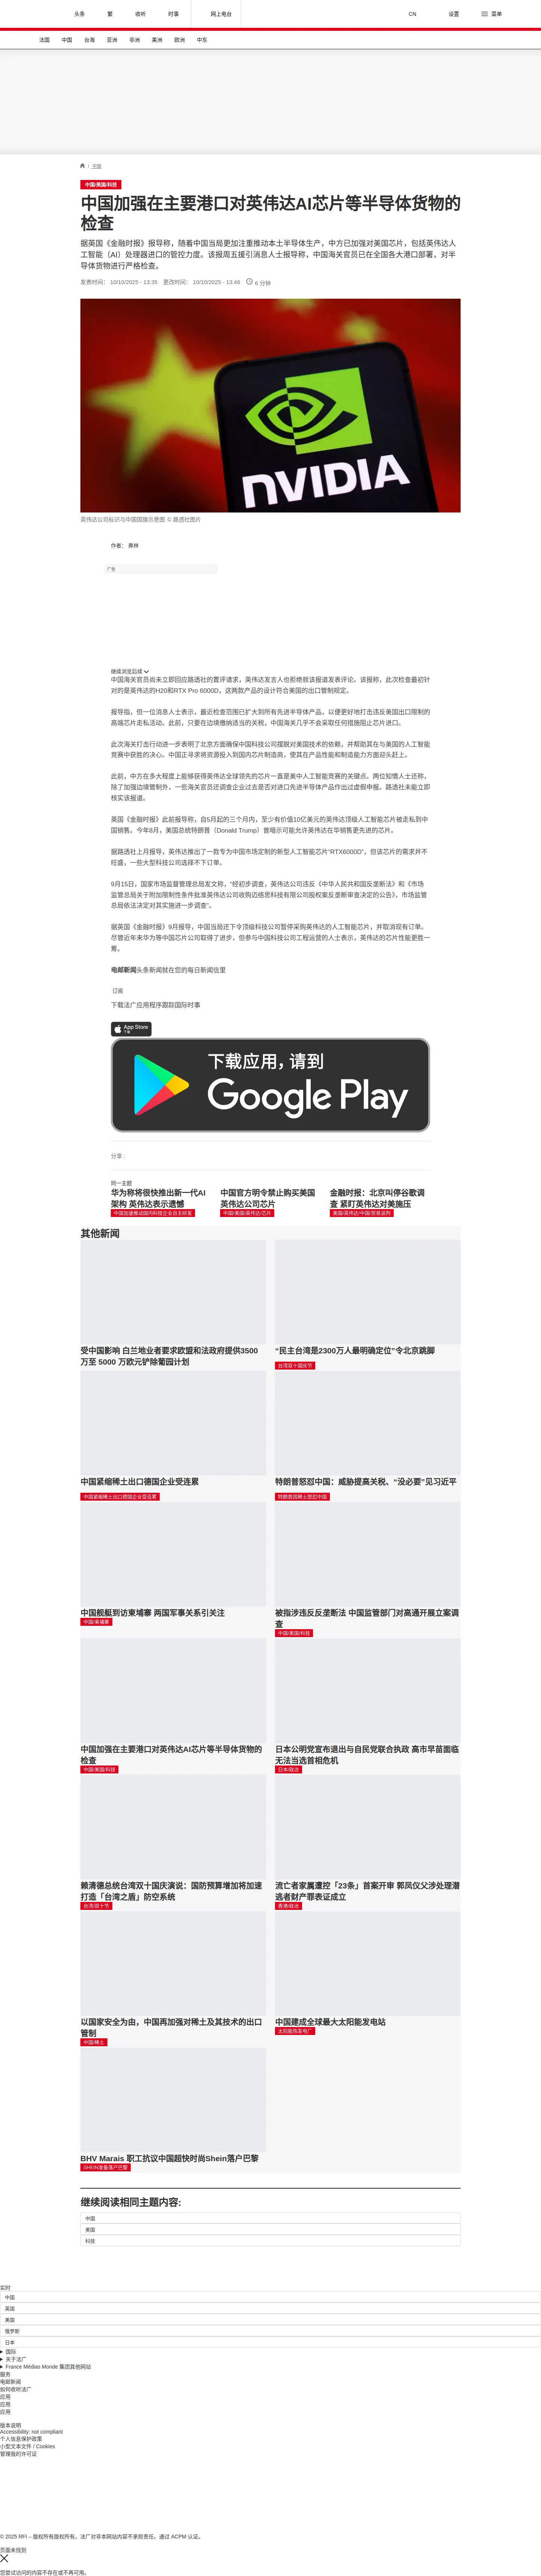 头条
繁
收听
时事
网上电台
CN
设置
菜单
法国
中国
台海
亚洲
非洲
美洲
欧洲
中东
/ 中国
中国/美国/科技
中国加强在主要港口对英伟达AI芯片等半导体货物的
检查
据英国《金融时报》报导称，随着中国当局更加注重推动本土半导体生产，中方已加强对美国芯片，包括英伟达人
工智能（AI）处理器进口的管控力度。该报周五援引消息人士报导称，中国海关官员已在全国各大港口部署，对半
导体货物进行严格检查。
发表时间： 10/10/2025 - 13:35 更改时间： 10/10/2025 - 13:46 6 分钟
NVIDIA
英伟达公司标识与中国国旗示意图 © 路透社图片
作者： 弗林
广告
继续浏览后续
中国海关官员尚未立即回应路透社的置评请求，英伟达发言人也拒绝就该报道发表评论。该报称，此次检查最初针
对的是英伟达的H20和RTX Pro 6000D，这两款产品的设计符合美国的出口管制规定。
报导指，但一位消息人士表示，最近检查范围已扩大到所有先进半导体产品，以便更好地打击违反美国出口限制的
高端芯片走私活动。此前，只要在边境缴纳适当的关税，中国海关几乎不会采取任何措施阻止芯片进口。
此次海关打击行动进一步表明了北京方面确保中国科技公司摆脱对美国技术的依赖，并帮助其在与美国的人工智能
竞赛中获胜的决心。中国正寻求将资源投入到国内芯片制造商，使其在产品性能和制造能力方面迎头赶上。
此前，中方在多大程度上能够获得英伟达全球领先的芯片一直是美中人工智能竞赛的关键点。两位知情人士还称，
除了加强边境管制外，一些海关官员还调查企业过去是否对进口先进半导体产品作出过虚假申报。路透社未能立即
核实该报道。
英国《金融时报》此前报导称，自5月起的三个月内，至少有价值10亿美元的英伟达顶级人工智能芯片被走私到中
国销售。今年8月，美国总统特朗普（Donald Trump）曾暗示可能允许英伟达在华销售更先进的芯片。
据路透社上月报导，英伟达推出了一款专为中国市场定制的新型人工智能芯片“RTX6000D”，但该芯片的需求并不
旺盛，一些大型科技公司选择不下订单。
9月15日，国家市场监督管理总局发文称，“经初步调查，英伟达公司违反《中华人民共和国反垄断法》和《市场
监管总局关于附加限制性条件批准英伟达公司收购迈络思科技有限公司股权案反垄断审查决定的公告》，市场监管
总局依法决定对其实施进一步调查”。
据英国《金融时报》9月报导，中国当局还下令顶级科技公司暂停采购英伟达的人工智能芯片，并取消现有订单。
尽管近年来华为等中国芯片公司取得了进步，但参与中国科技公司工程运营的人士表示，英伟达的芯片性能更胜一
筹。
电邮新闻头条新闻就在您的每日新闻信里
订阅
下载法广应用程序跟踪国际时事
App Store
下载应用，请到
Google Play
分享 :
同一主题
华为称将很快推出新一代AI
架构 英伟达表示遗憾
中国加速推动国内科技企业自主研发
中国官方明令禁止购买美国
英伟达公司芯片
中国/美国/英伟达/芯片
金融时报：北京叫停谷歌调
查 紧盯英伟达对美施压
美国/英伟达/中国/贸易谈判
其他新闻
受中国影响 白兰地业者要求欧盟和法政府提供3500
万至 5000 万欧元铲除葡园计划
“民主台湾是2300万人最明确定位”令北京跳脚
台湾双十国庆节
中国紧缩稀土出口德国企业受连累
中国紧缩稀土出口德国企业受连累
特朗普怒怼中国：威胁提高关税、“没必要”见习近平
特朗普因稀土怒怼中国
中国舰艇到访柬埔寨 两国军事关系引关注
中国/柬埔寨
被指涉违反反垄断法 中国监管部门对高通开展立案调
查
中国/美国/科技
中国加强在主要港口对英伟达AI芯片等半导体货物的
检查
中国/美国/科技
日本公明党宣布退出与自民党联合执政 高市早苗面临
无法当选首相危机
日本/政治
赖清德总统台湾双十国庆演说：国防预算增加将加速
打造「台湾之盾」防空系统
台湾/双十节
流亡者家属遭控「23条」首案开审 郭凤仪父涉处理潜
逃者财产罪表证成立
香港/政治
以国家安全为由，中国再加强对稀土及其技术的出口
管制
中国/稀土
中国建成全球最大太阳能发电站
太阳能热发电厂
BHV Marais 职工抗议中国超快时尚Shein落户巴黎
SHEIN准备落户巴黎
继续阅读相同主题内容:
中国
美国
科技
实时
中国
英国
美国
俄罗斯
日本
国际
关于法广
France Médias Monde 集团其他网站
服务
电邮新闻
如何收听法广
应用
应用
应用
版本说明
Accessibility: not compliant
个人信息保护政策
小型文本文件 / Cookies
管理我的许可证
© 2025 RFI – 版权所有版权所有。法广对非本网站内容不承担责任。通过 ACPM 认证。
页面未找到
您尝试访问的内容不存在或不再可用。